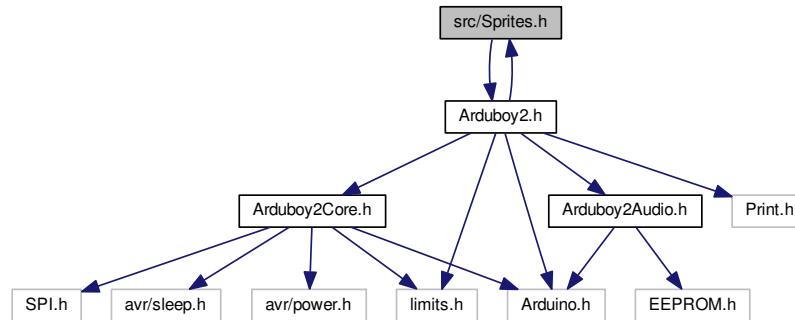 src/Sprites.h
Arduboy2.h
Arduboy2Core.h
Arduboy2Audio.h
Print.h
SPI.h
avr/sleep.h
avr/power.h
limits.h
Arduino.h
EEPROM.h